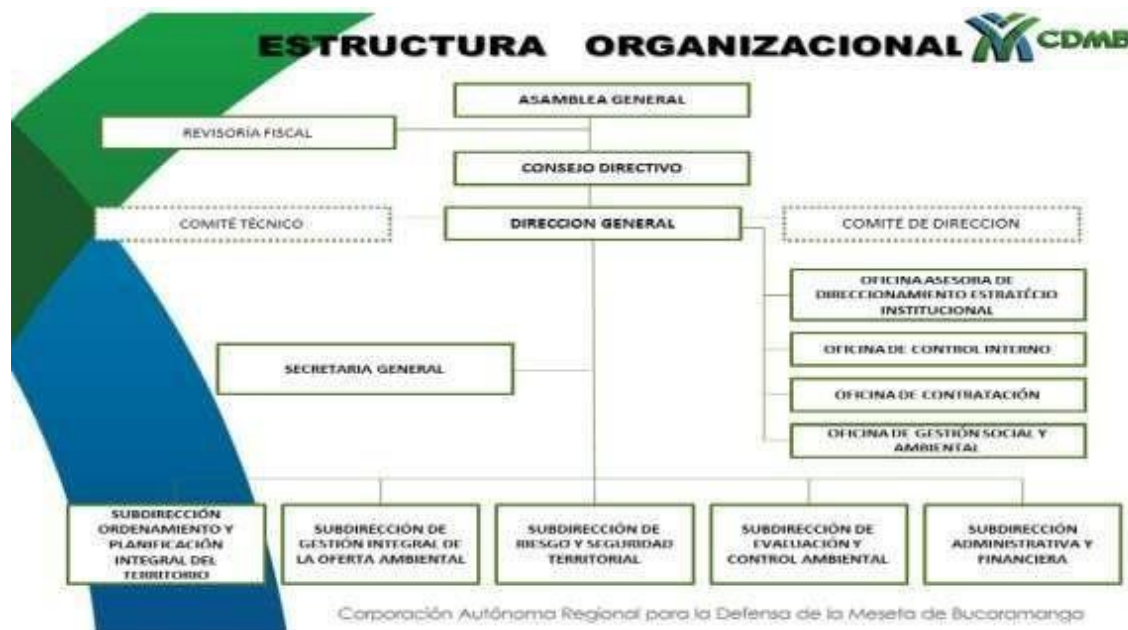 ESTRUCTURA ORGANIZACIONAL
CDMB
ASAMBLEA GENERAL
REVISORÍA FISCAL
CONSEJO DIRECTIVO
COMITÉ TÉCNICO
DIRECCION GENERAL
COMITÉ DE DIRECCION
OFICINA ASESORA DE
DIRECCIONAMIENTO ESTRATÉCIO
INSTITUCIONAL
OFICINA DE CONTROL INTERNO
SECRETARIA GENERAL
OFICINA DE CONTRATACIÓN
OFICINA DE GESTIÓN SOCIAL Y
AMBIENTAL
SUBDIRECCIÓN
ORDENAMIENTO Y
PLANIFICACIÓN
INTEGRAL DEL
TERRITORIO
SUBDIRECCIÓN DE
GESTIÓN INTEGRAL DE
LA OFERTA AMBIENTAL
SUBDIRECCIÓN DE
RIESGO Y SEGURIDAD
TERRITORIAL
SUBDIRECCIÓN DE
EVALUACIÓN Y
CONTROL AMBIENTAL
SUBDIRECCIÓN
ADMINISTRATIVA Y
FINANCIERA
Corporación Autónoma Regional para la Defensa de la Meseta de Bucaramanga